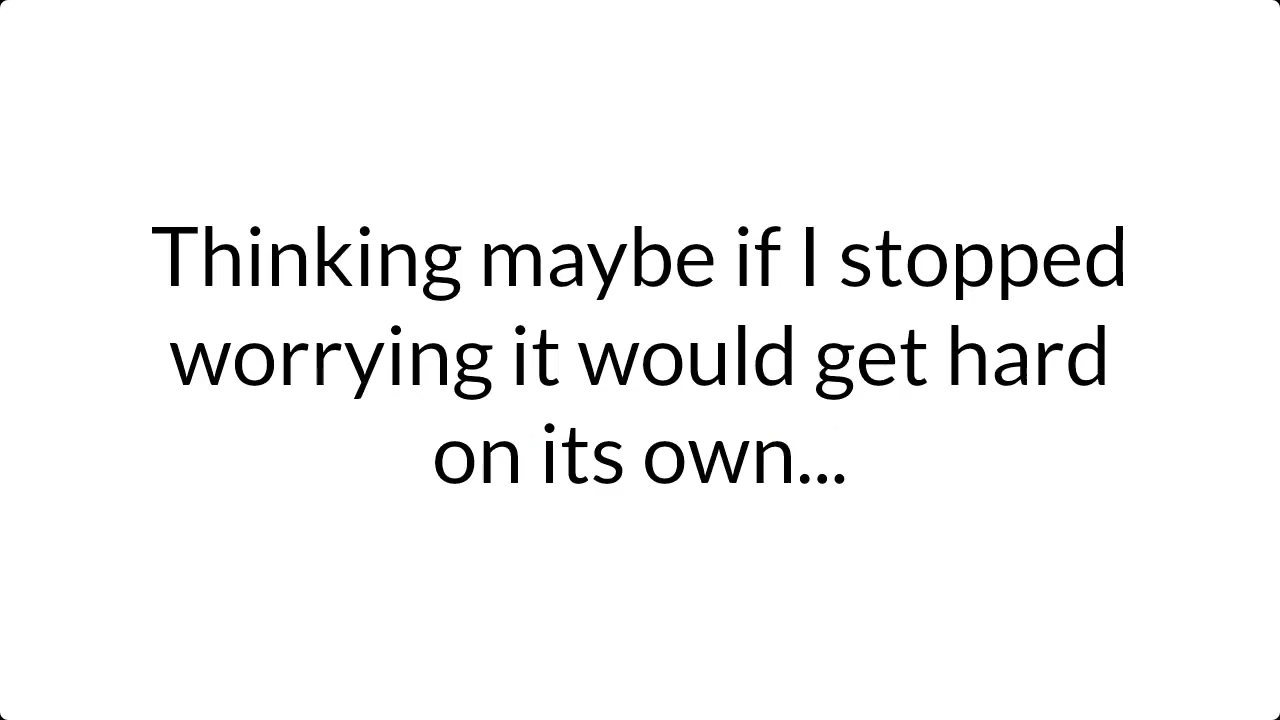 Thinking maybe if I stopped
worrying it would get hard
on its own...